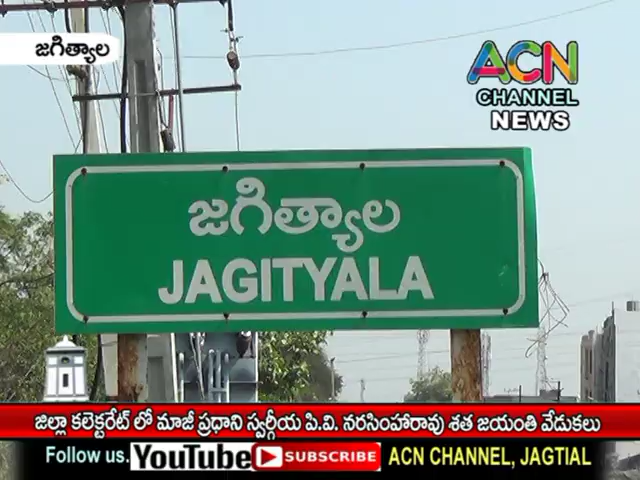 జగిత్యాల
ACN
CHANNEL
NEWS
జగిత్యాల
JAGITYALA
జిల్లా కలెక్టరేట్ లో మాజీ ప్రధాని స్వర్గీయ పి.వి. నరసింహారావు శత జయంతి వేడుకలు
Follow us. YouTube SUBSCRIBE ACN CHANNEL, JAGTIAL